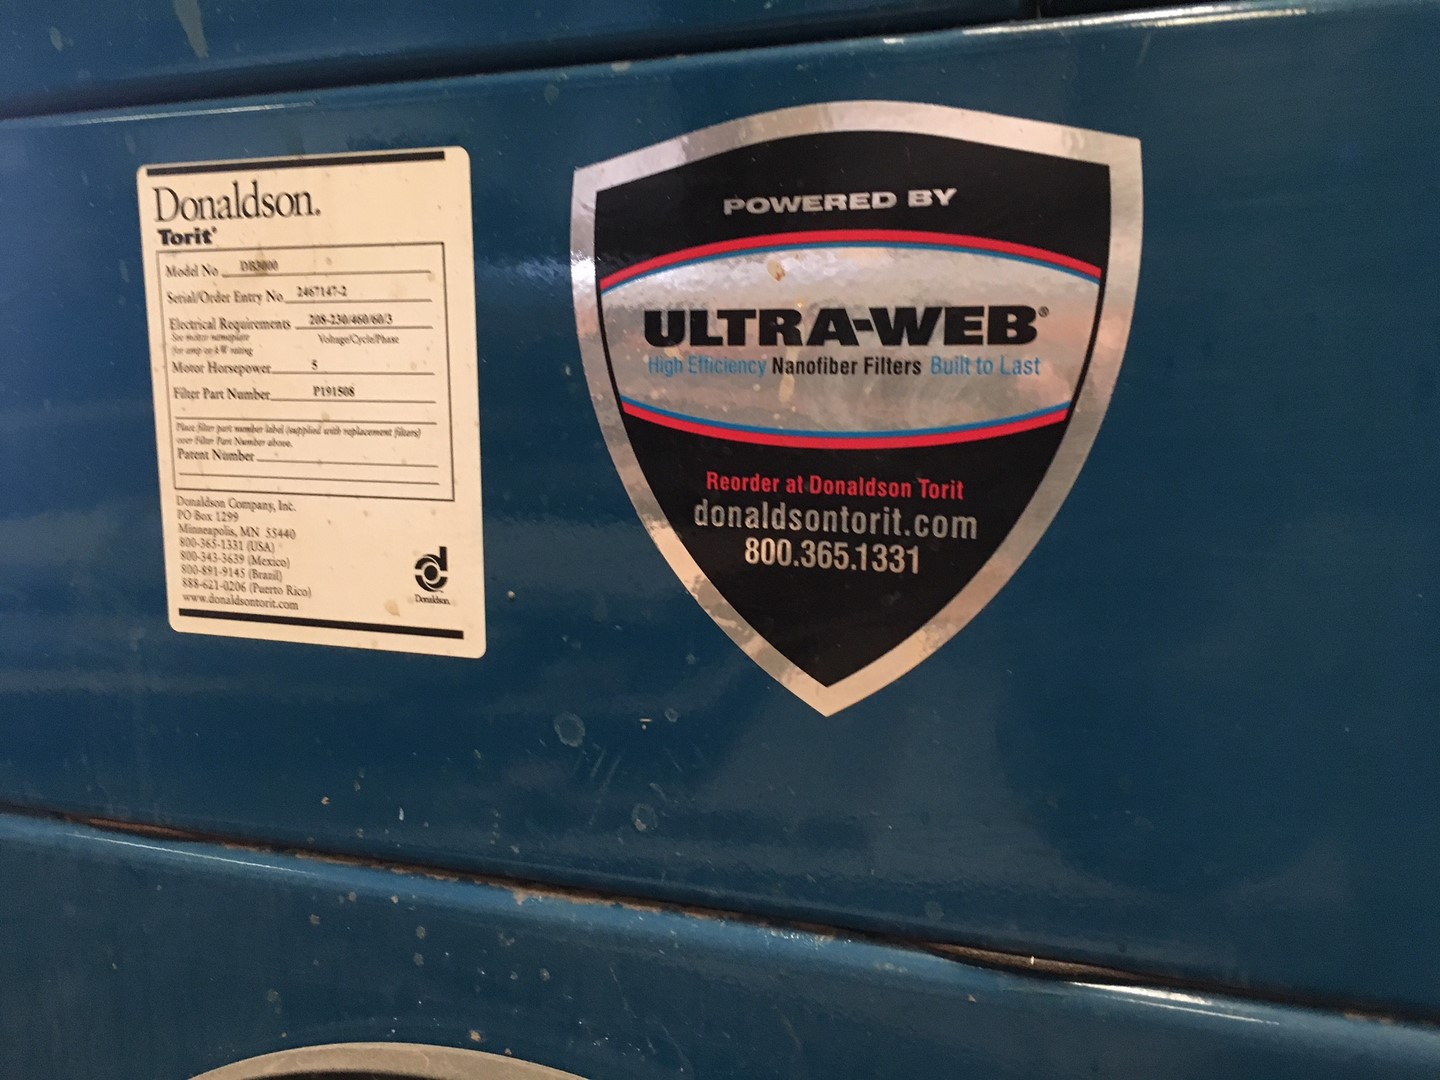 Donaldson.
Torit®
Model No DB3000
Serial/Order Entry No 2467147-2
Electrical Requirements 208-230/460/60/3
See motor nameplate Voltage/Cycle/Phase
for amp or kW rating
Motor Horsepower 5
Filter Part Number P191508
Place filter part number label (supplied with replacement filters)
over Filter Part Number above.
Patent Number
Donaldson Company, Inc.
PO Box 1299
Minneapolis, MN 55440
800-365-1331 (USA)
800-343-3639 (Mexico)
800-891-9145 (Brazil)
888-621-0206 (Puerto Rico)
www.donaldsontorit.com
Donaldson.
POWERED BY
ULTRA-WEB®
High Efficiency Nanofiber Filters Built to Last
Reorder at Donaldson Torit
donaldsontorit.com
800.365.1331